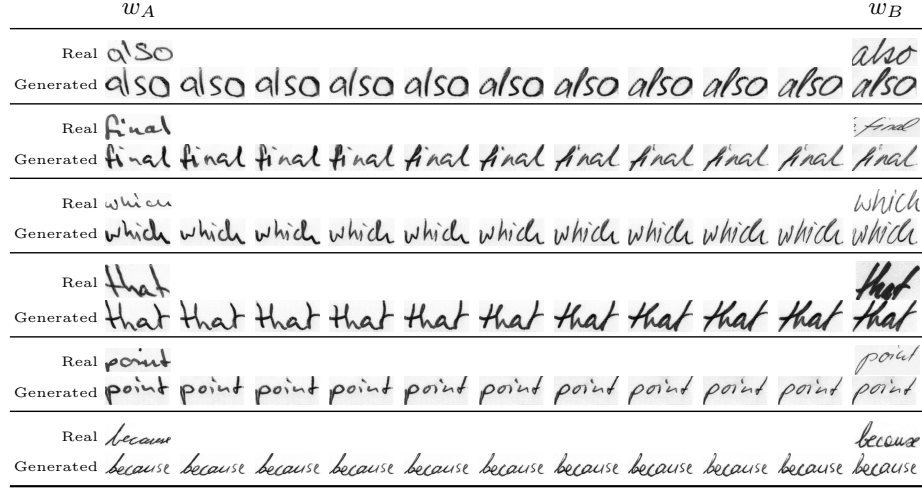 w_A w_B
Real also also
Generated also also also also also also also also also also also
Real final final
Generated final final final final final final final final final final final
Real which which
Generated which which which which which which which which which which which
Real that that
Generated that that that that that that that that that that that
Real point point
Generated point point point point point point point point point point point
Real because because
Generated because because because because because because because because because because because